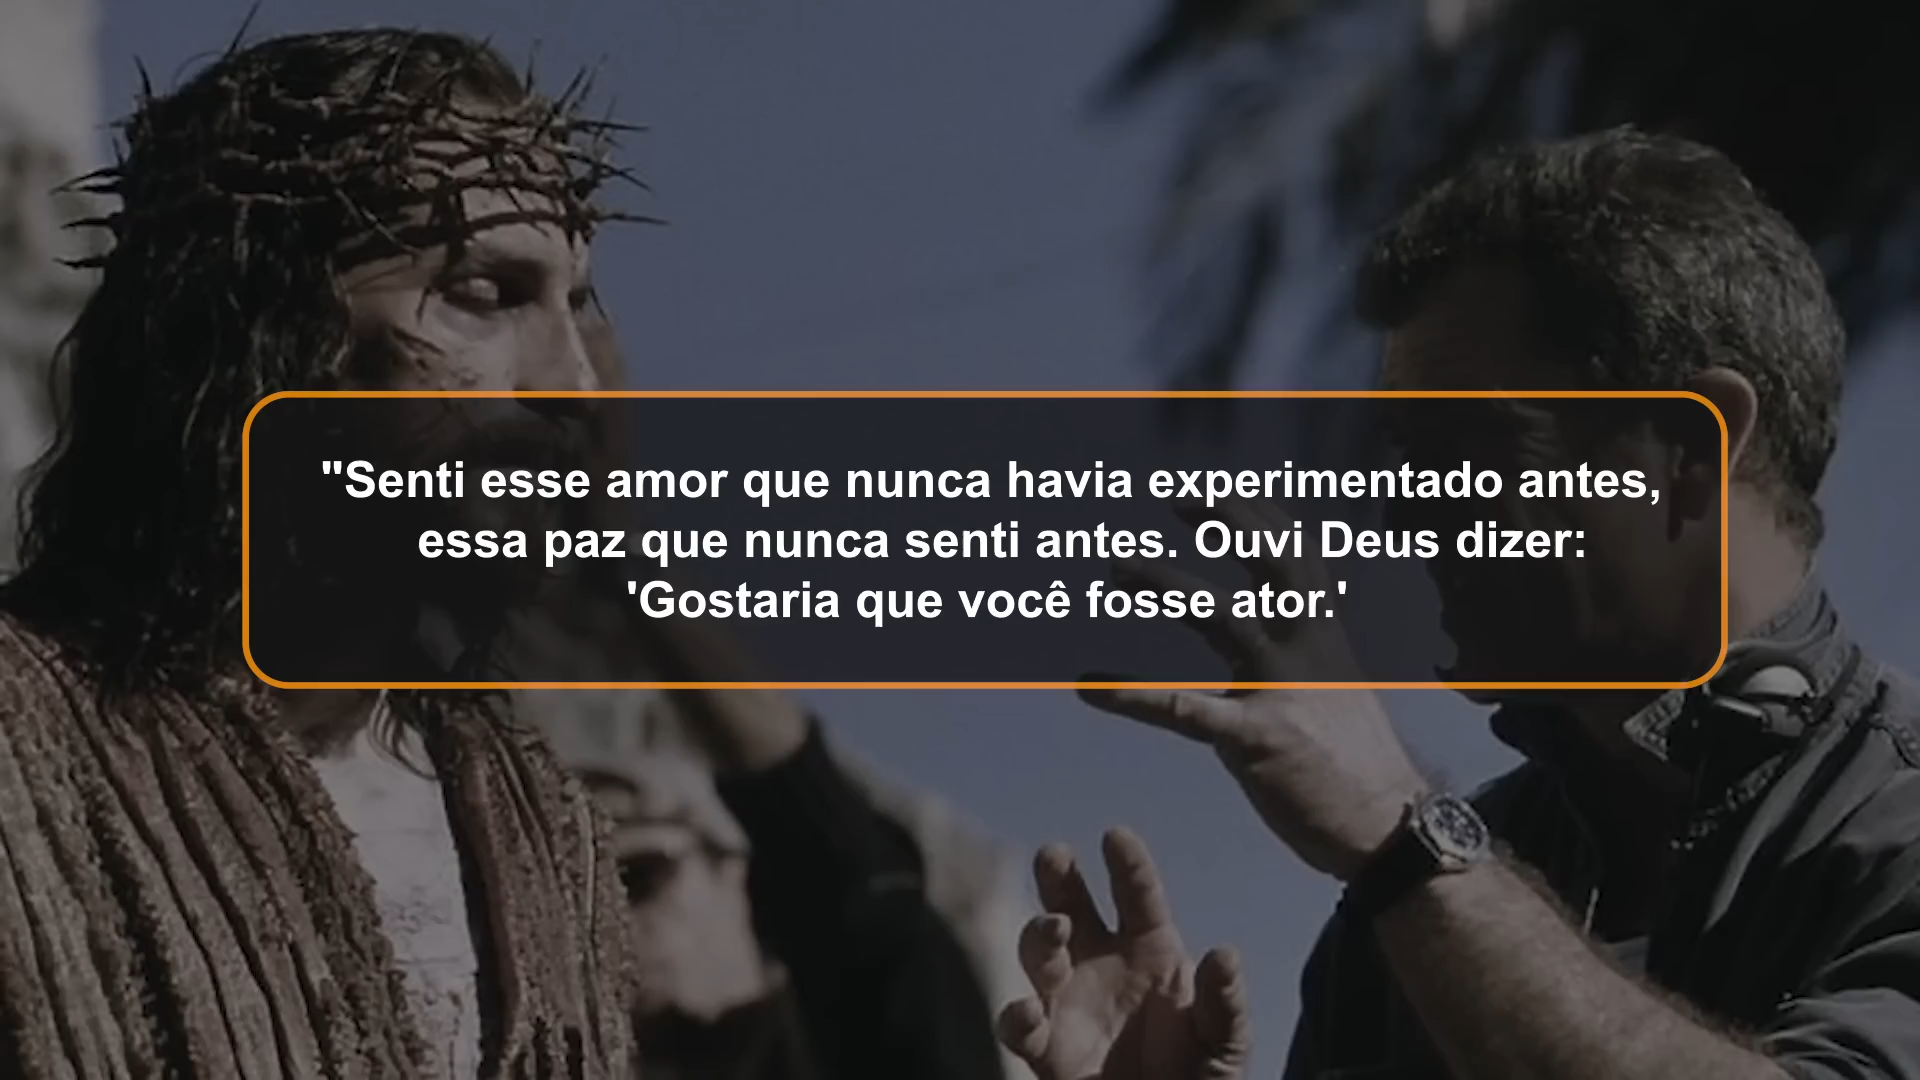 "Senti esse amor que nunca havia experimentado antes,
essa paz que nunca senti antes. Ouvi Deus dizer:
'Gostaria que você fosse ator.'